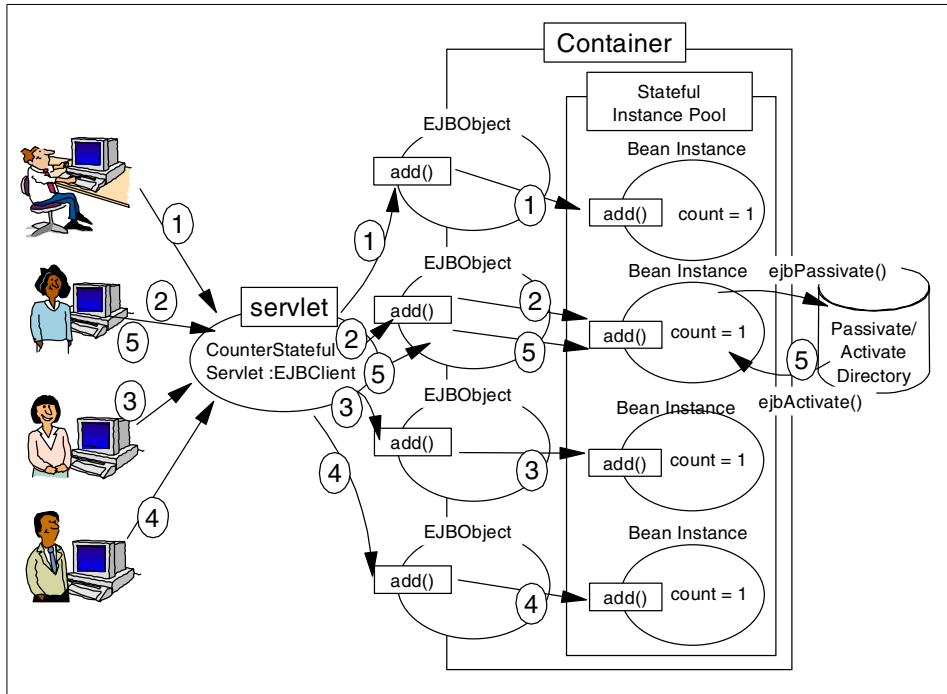 Container
Stateful
Instance Pool
EJBObject
add()
1
1
1
Bean Instance
add()
count = 1
EJBObject
add()
2
5
2
5
2
5
servlet
CounterStateful
Servlet :EJBClient
Bean Instance
add()
count = 1
ejbPassivate()
Passivate/
Activate
Directory
5
ejbActivate()
3
3
EJBObject
add()
3
Bean Instance
add()
count = 1
4
4
EJBObject
add()
4
Bean Instance
add()
count = 1